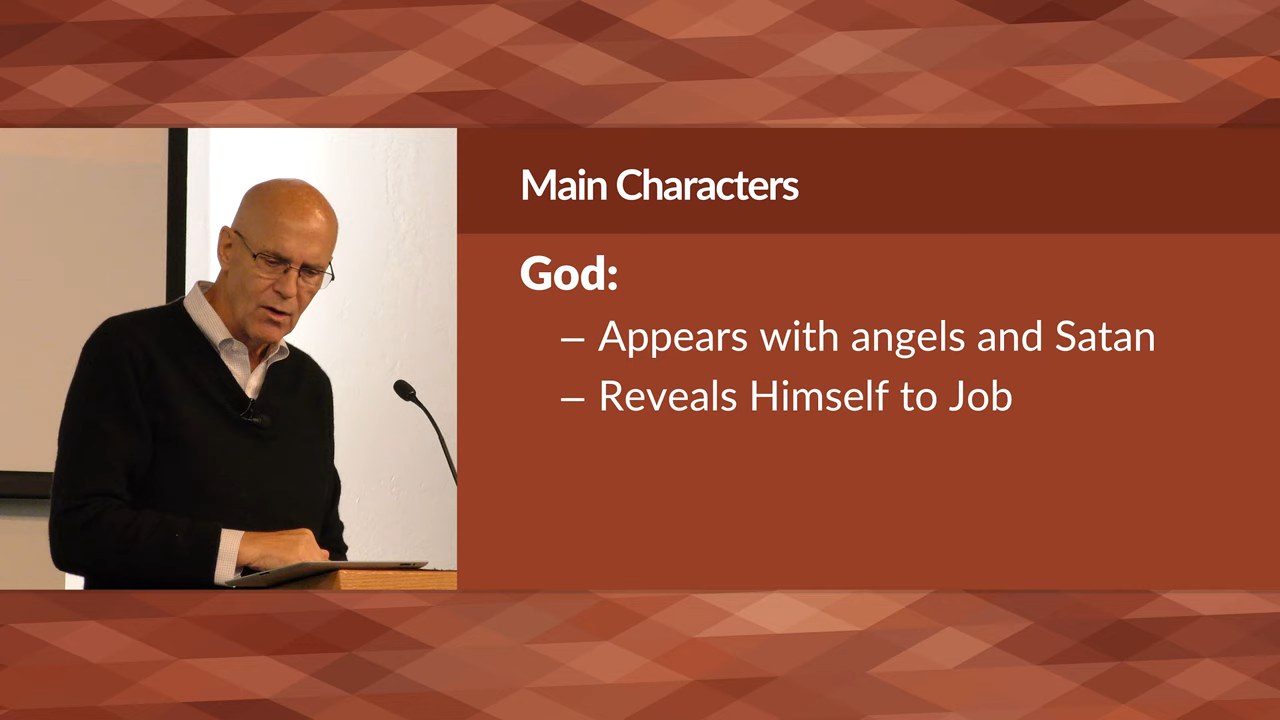 Main Characters
God:
– Appears with angels and Satan
– Reveals Himself to Job